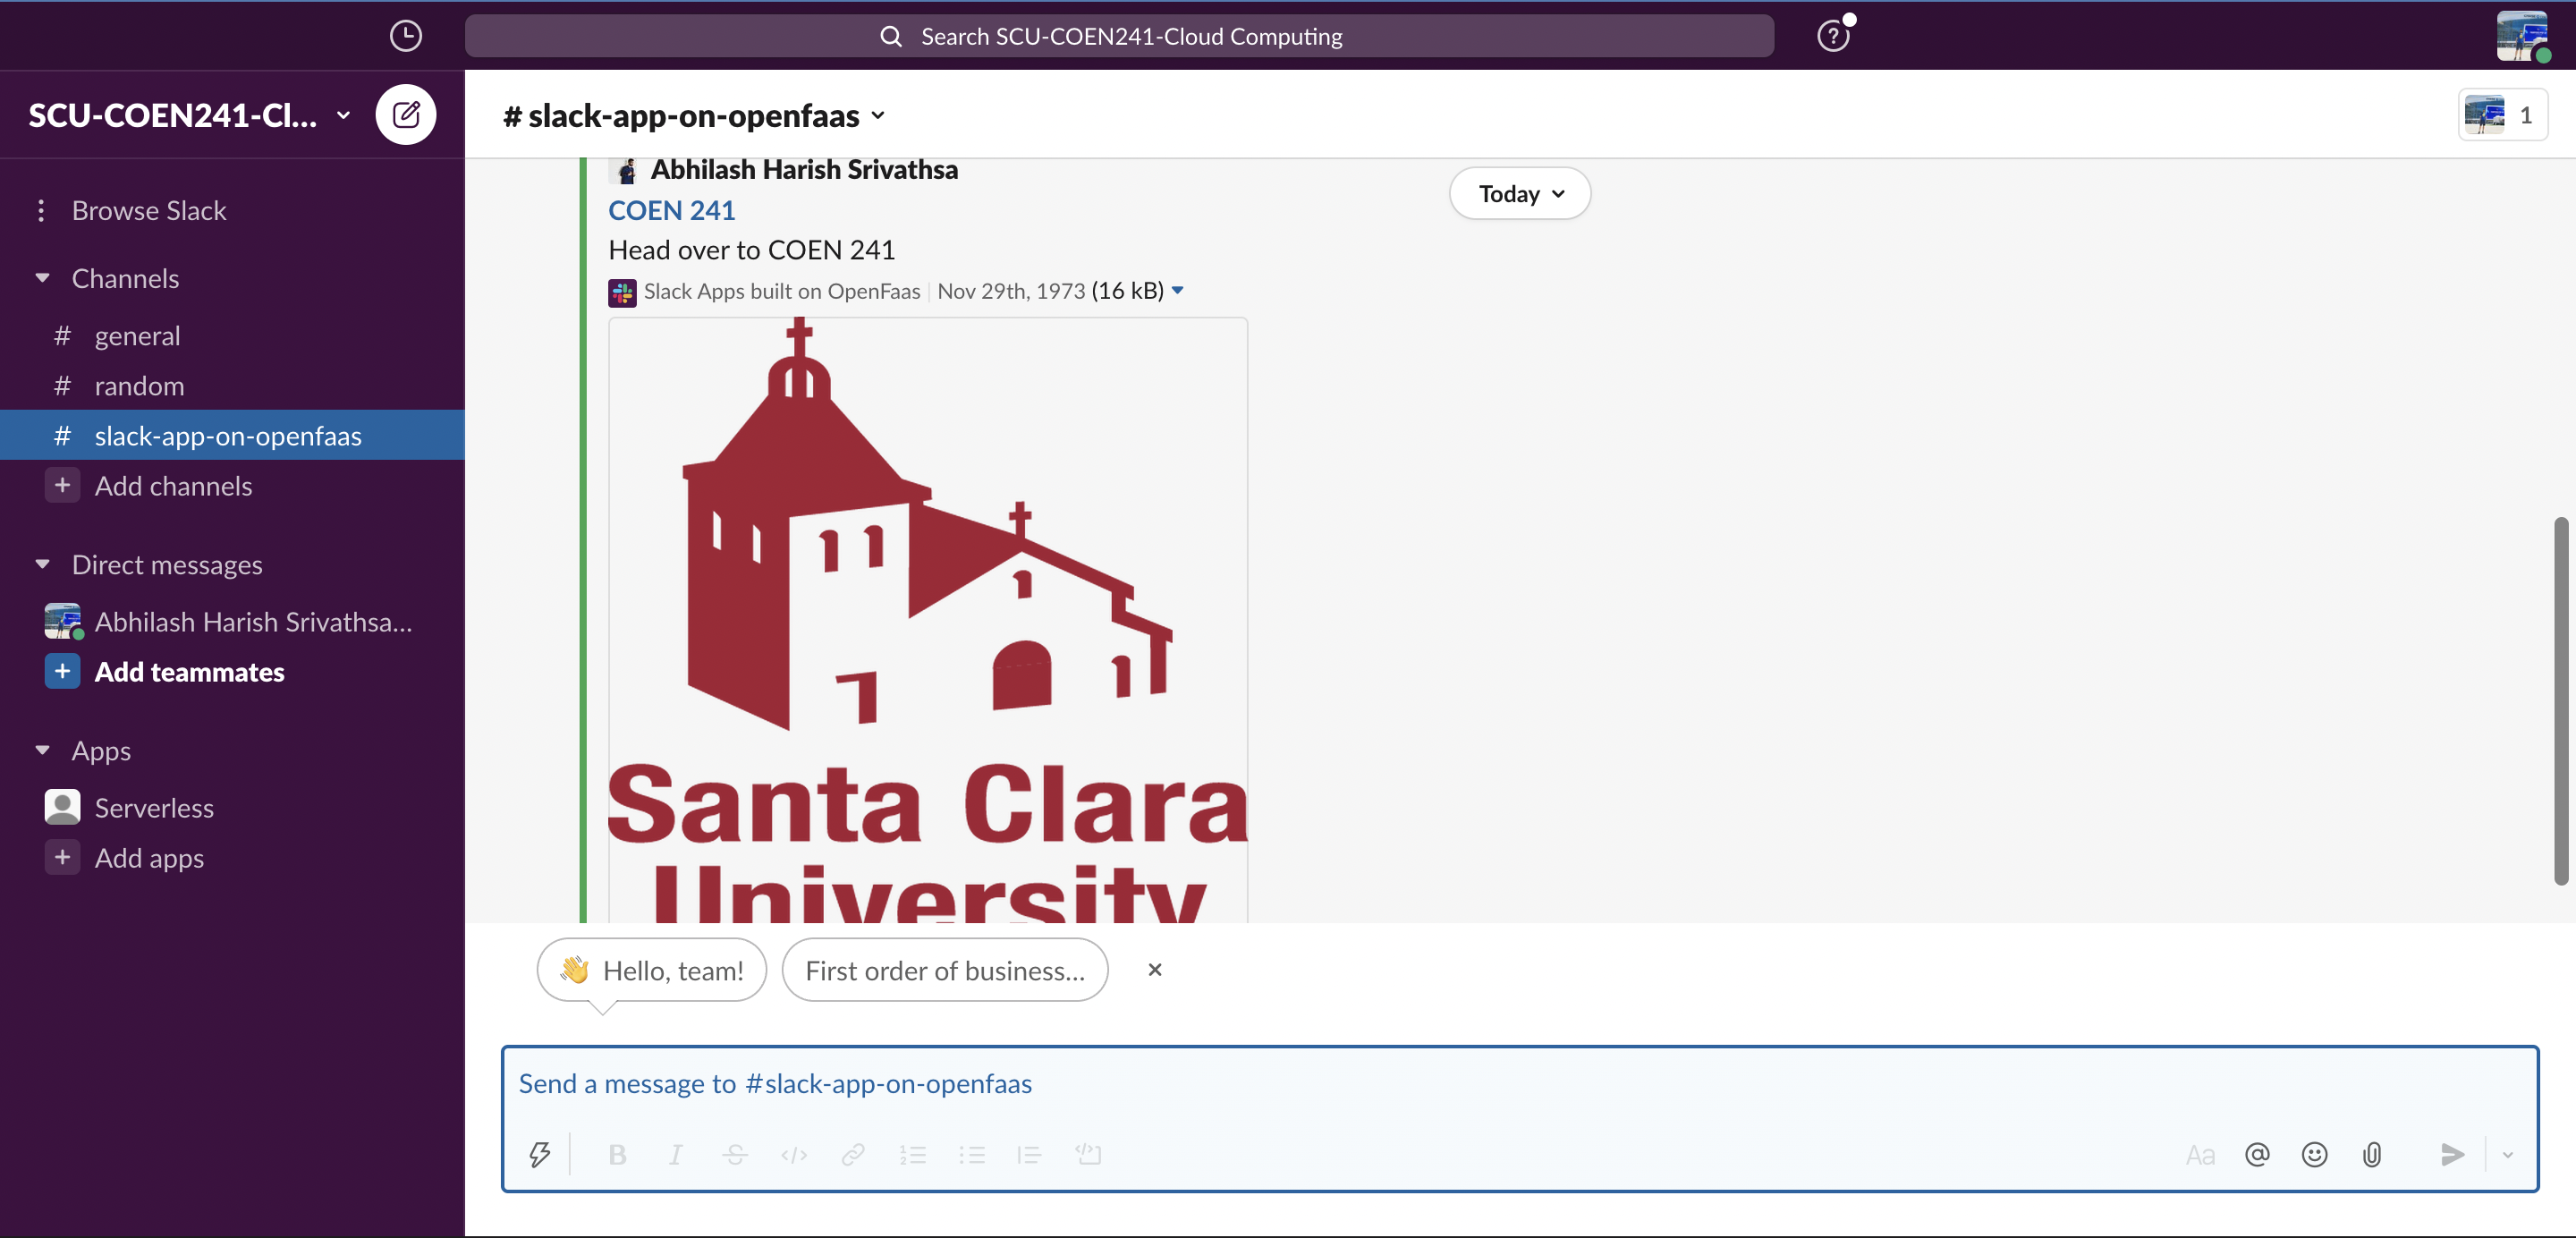 Search SCU-COEN241-Cloud Computing
SCU-COEN241-Cl...
Browse Slack
Channels
# general
# random
# slack-app-on-openfaas
+ Add channels
Direct messages
Abhilash Harish Srivathsa...
+ Add teammates
Apps
Serverless
+ Add apps
# slack-app-on-openfaas
1
Today
Abhilash Harish Srivathsa
COEN 241
Head over to COEN 241
Slack Apps built on OpenFaas | Nov 29th, 1973 (16 kB)
Santa Clara
University
👋 Hello, team!
First order of business...
Send a message to #slack-app-on-openfaas
B I S </>
Aa @